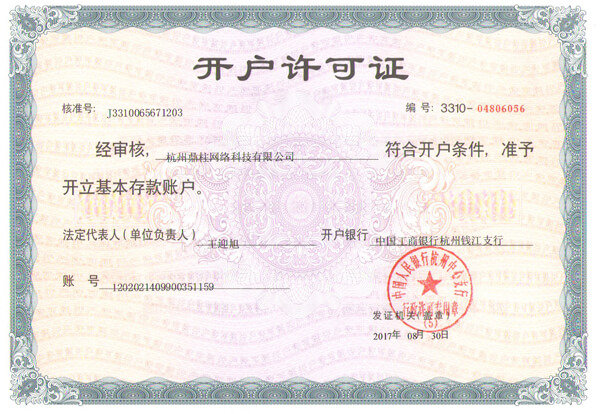 开户许可证
核准号: J3310065671203 编号: 3310-04806056
经审核, 杭州鼎柱网络科技有限公司 符合开户条件, 准予
开立基本存款账户。
法定代表人(单位负责人) 王迎旭 开户银行 中国工商银行杭州钱江支行
账 号 1202021409900351159
中国人民银行杭州中心支行
行政许可专用章
(5)
发证机关(盖章)
2017年 08月 30日